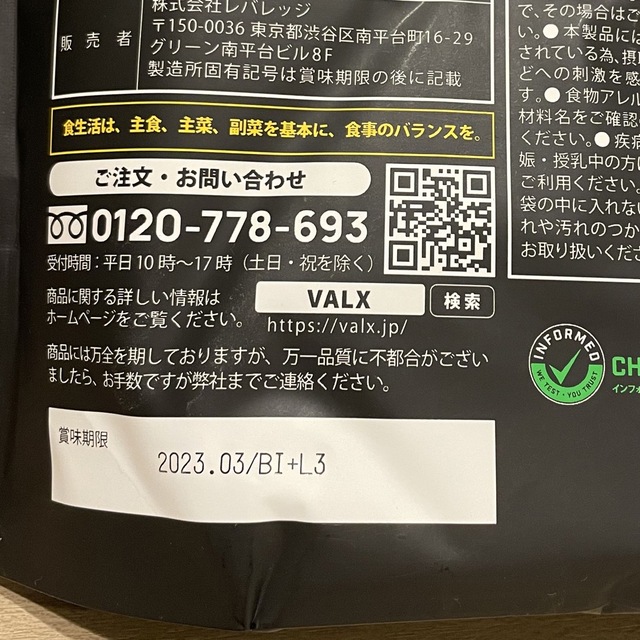 株式会社レバレッジ
〒150-0036 東京都渋谷区南平台町16-29
販売者
グリーン南平台ビル8F
製造所固有記号は賞味期限の後に記載
食生活は、主食、主菜、副菜を基本に、食事のバランスを。
ご注文・お問い合わせ
0120-778-693
受付時間：平日10時〜17時（土日・祝を除く）
商品に関する詳しい情報は
ホームページをご覧ください。
VALX 検索
https://valx.jp/
商品には万全を期しておりますが、万一品質に不都合がござい
ましたら、お手数ですが弊社までご連絡ください。
賞味期限
2023.03/BI+L3
で、その場合はご
い。●本製品には
されている為、摂
どへの刺激を感
す。●食物アレル
材料名をご確認
ください。●疾病
娠・授乳中の方に
ご利用ください
袋の中に入れない
れや汚れのつか
お取り扱いくださ
INFORMED
WE TEST・YOU TRUST
CH
インフォ